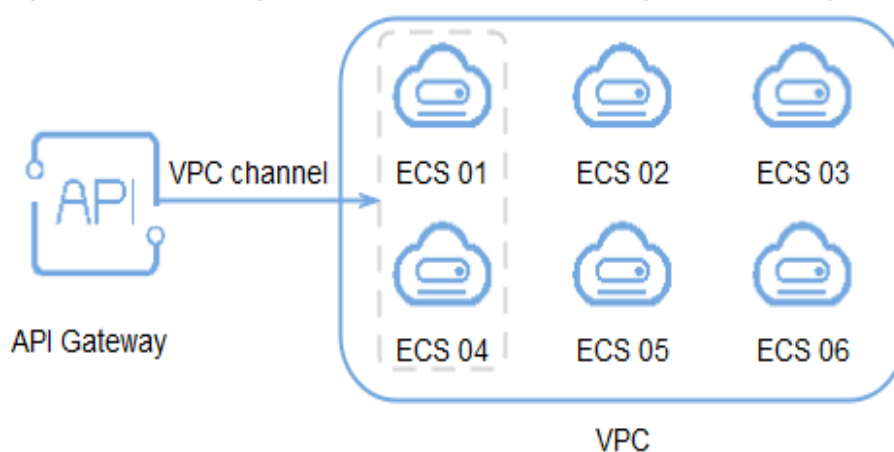 API
VPC channel
API Gateway
ECS 01
ECS 02
ECS 03
ECS 04
ECS 05
ECS 06
VPC